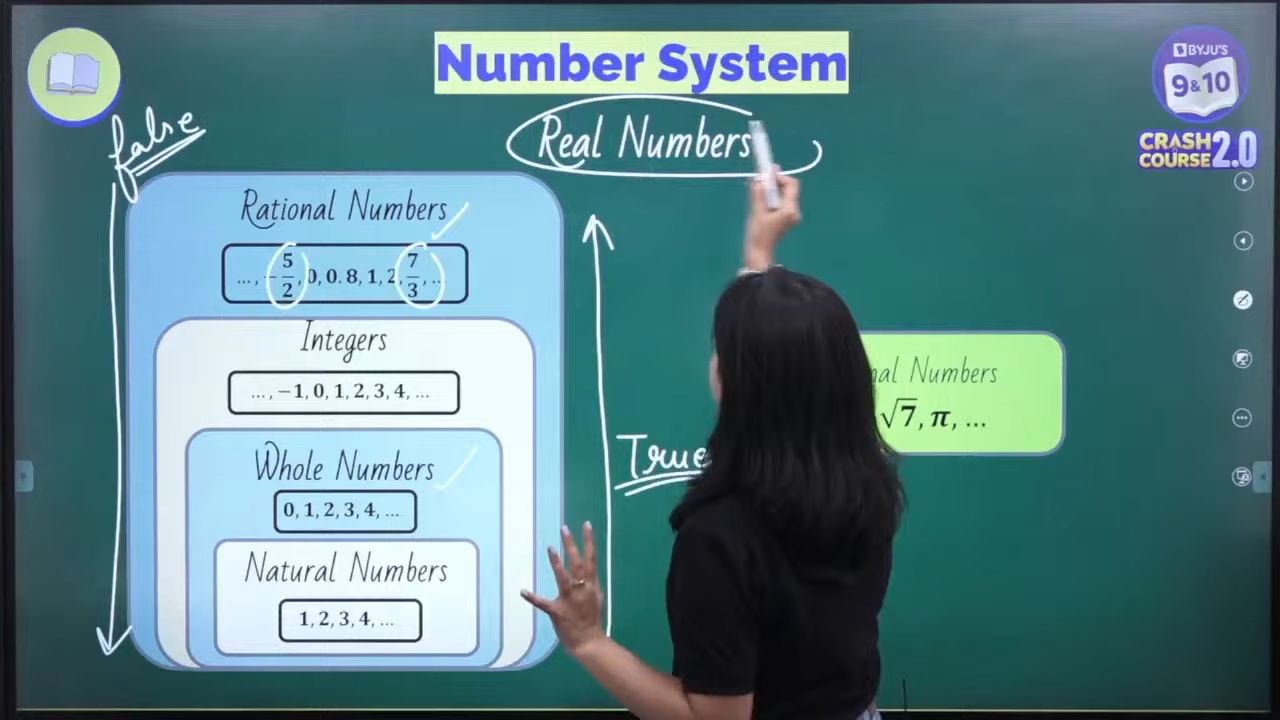 Number System
BYJU'S
9&10
CRASH
COURSE 2.0
false
Real Numbers
Rational Numbers
..., -5/2, 0, 0.8, 1, 2, 7/3, ..
Integers
..., -1, 0, 1, 2, 3, 4, ...
nal Numbers
√7, π, ...
Whole Numbers
True
0, 1, 2, 3, 4, ...
Natural Numbers
1, 2, 3, 4, ...